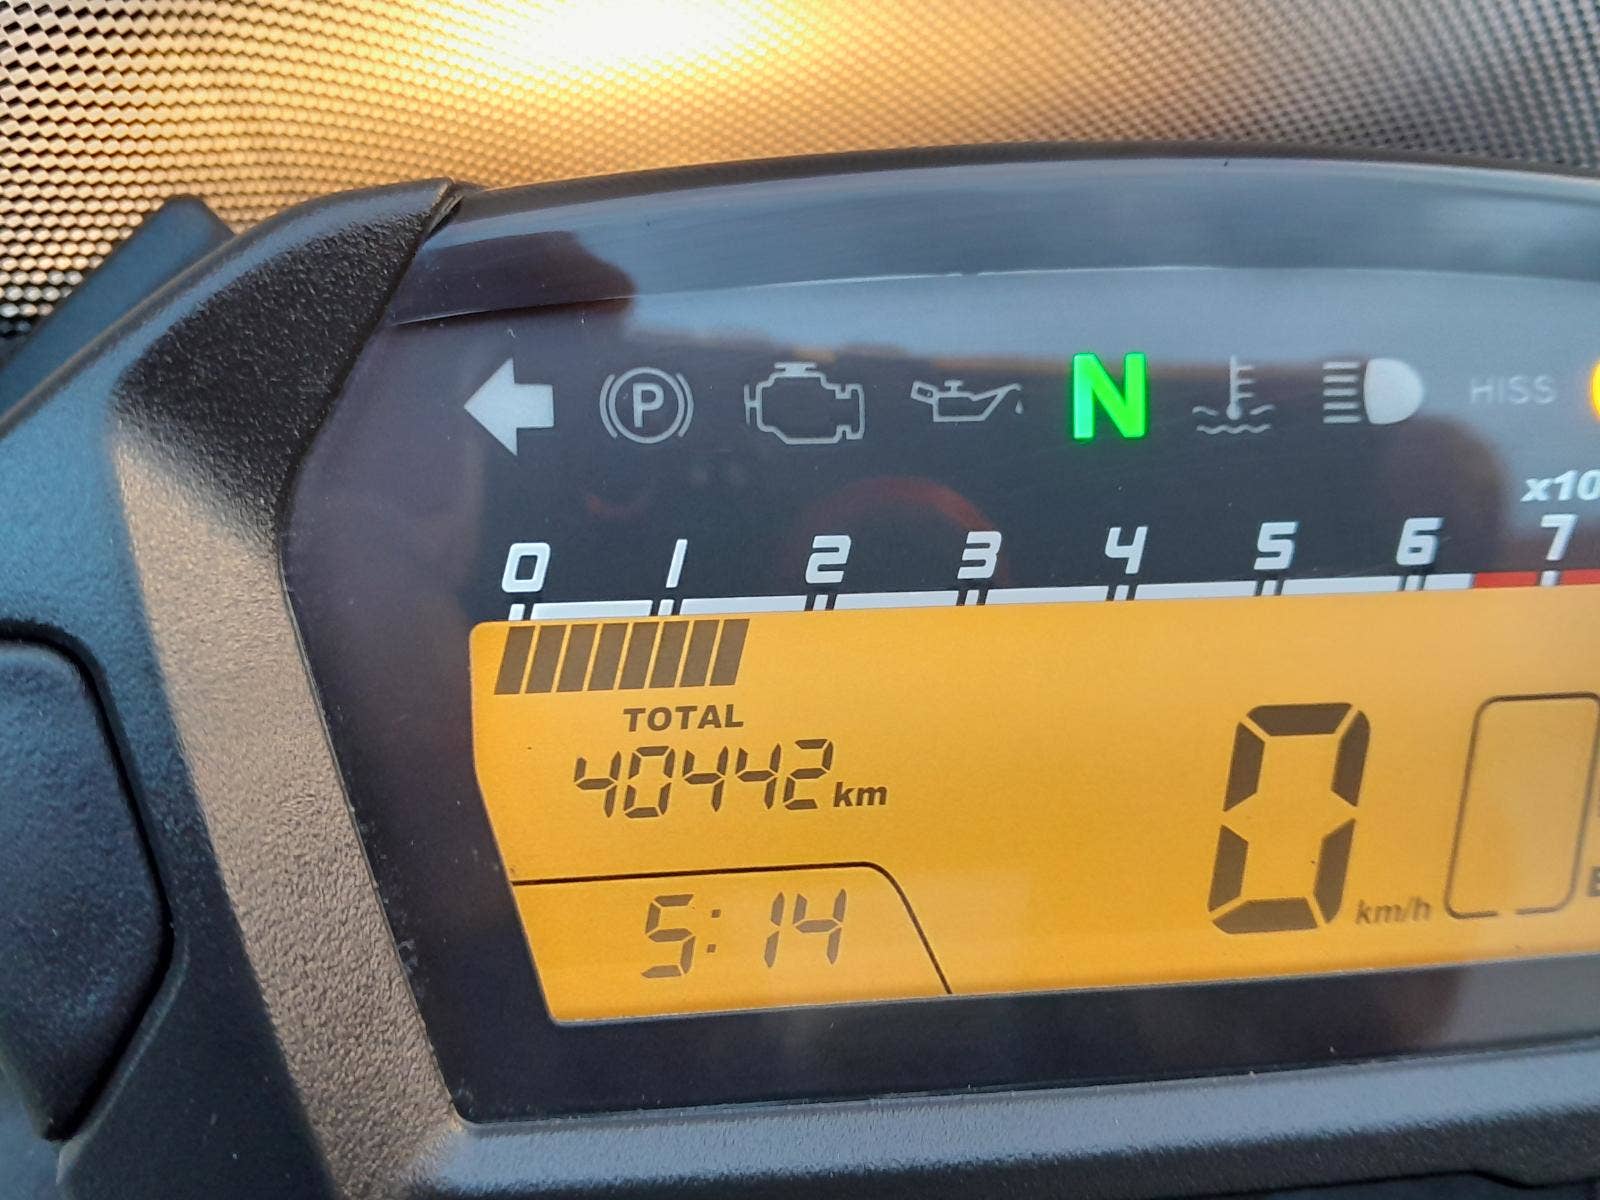 P N HISS
x10
0 1 2 3 4 5 6 7
TOTAL
40442 km
0 km/h
5:14